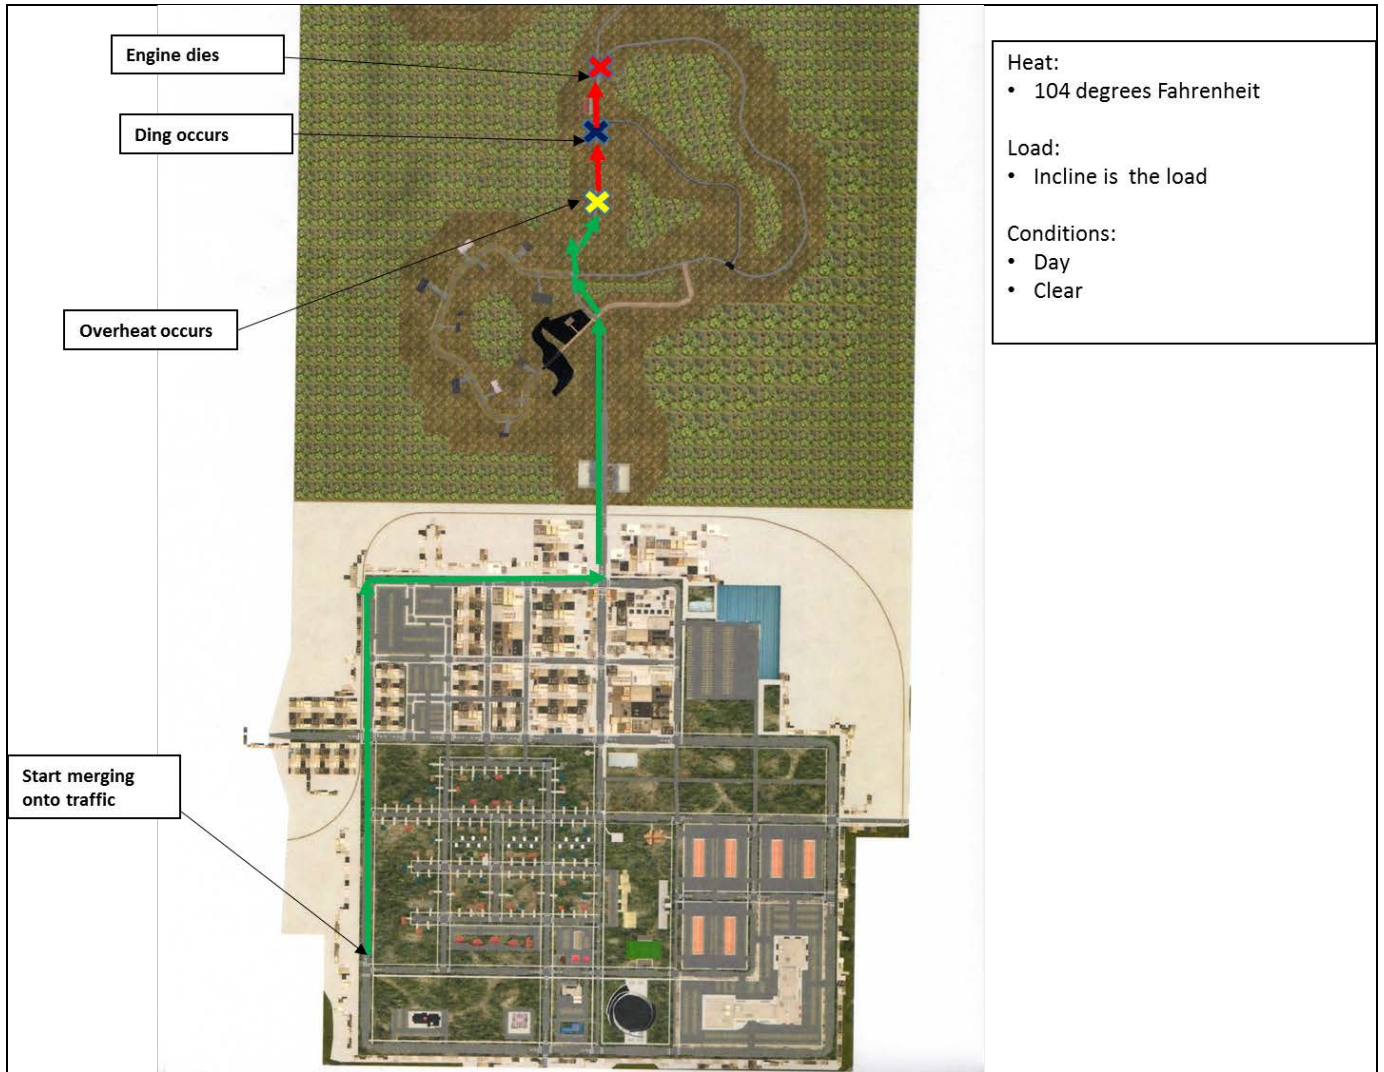 Engine dies
Ding occurs
Overheat occurs
Start merging
onto traffic
Heat:
• 104 degrees Fahrenheit
Load:
• Incline is  the load
Conditions:
• Day
• Clear